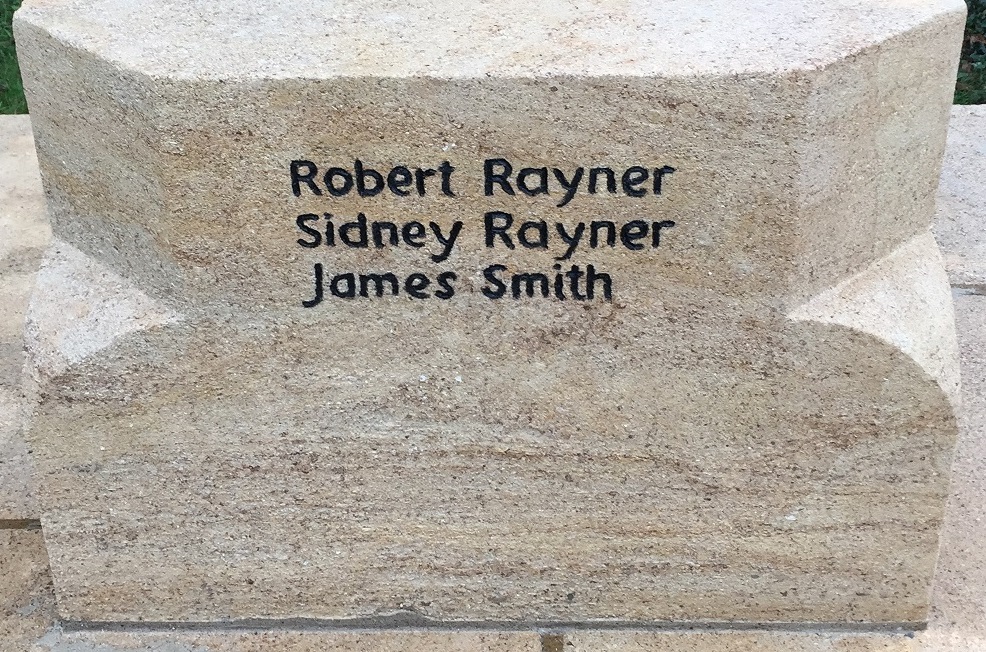 Robert Rayner
Sidney Rayner
James Smith